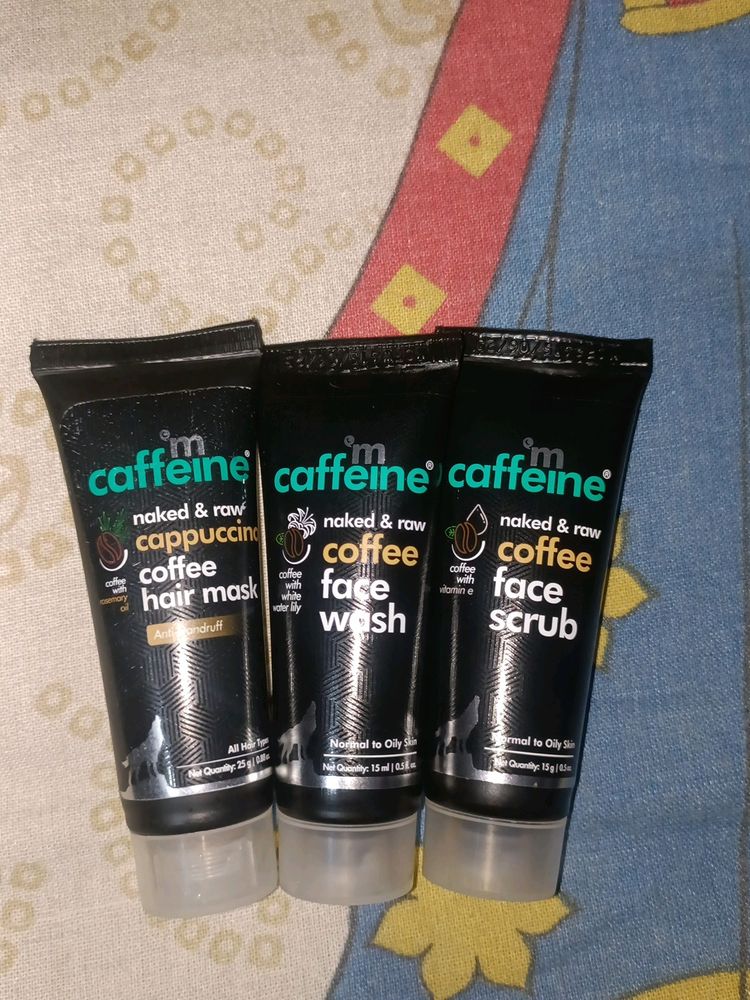 'm
caffeine®
naked & raw
cappuccino
coffee
hair mask
coffee
with
rosemary
oil
Anti Dandruff
All Hair Types
Net Quantity: 25 g | 0.88 oz.
'm
caffeine®
naked & raw
coffee
face
wash
coffee
with
white
water lily
Normal to Oily Skin
Net Quantity: 15 ml | 0.5 fl. oz.
'm
caffeine®
naked & raw
coffee
face
scrub
coffee
with
vitamin e
Normal to Oily Skin
Net Quantity: 15 g | 0.5 oz.